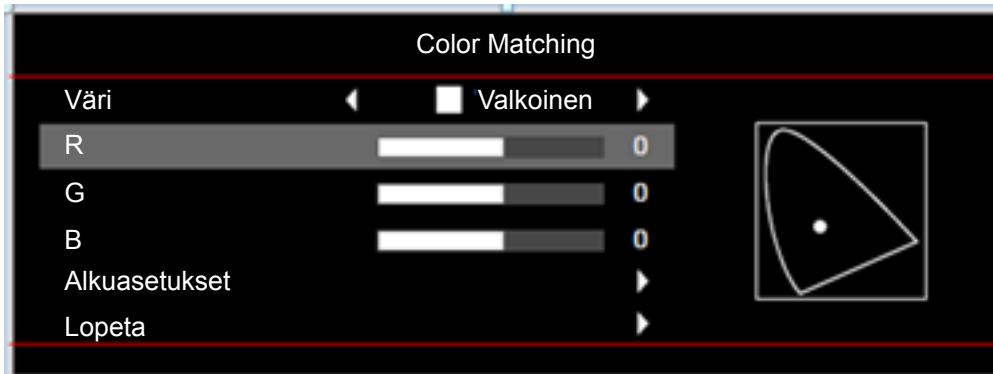 Color Matching
Väri Valkoinen
R 0
G 0
B 0
Alkuasetukset
Lopeta